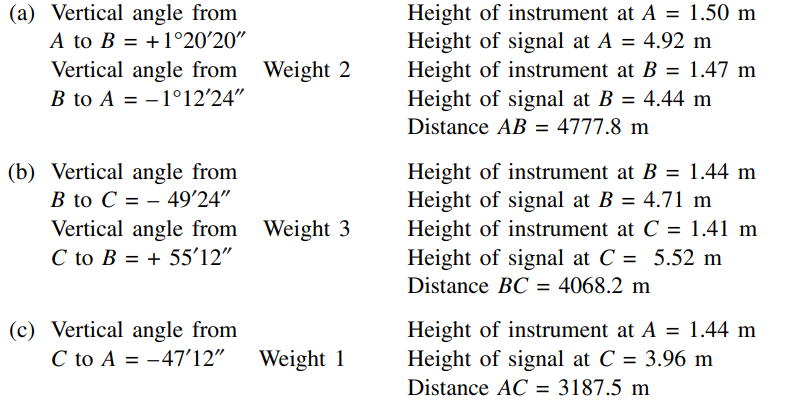 (a) Vertical angle from Height of instrument at A = 1.50 m
A to B = +1°20′20″ Height of signal at A = 4.92 m
Vertical angle from Weight 2 Height of instrument at B = 1.47 m
B to A = −1°12′24″ Height of signal at B = 4.44 m
Distance AB = 4777.8 m
(b) Vertical angle from Height of instrument at B = 1.44 m
B to C = − 49′24″ Height of signal at B = 4.71 m
Vertical angle from Weight 3 Height of instrument at C = 1.41 m
C to B = + 55′12″ Height of signal at C = 5.52 m
Distance BC = 4068.2 m
(c) Vertical angle from Height of instrument at A = 1.44 m
C to A = −47′12″ Weight 1 Height of signal at C = 3.96 m
Distance AC = 3187.5 m